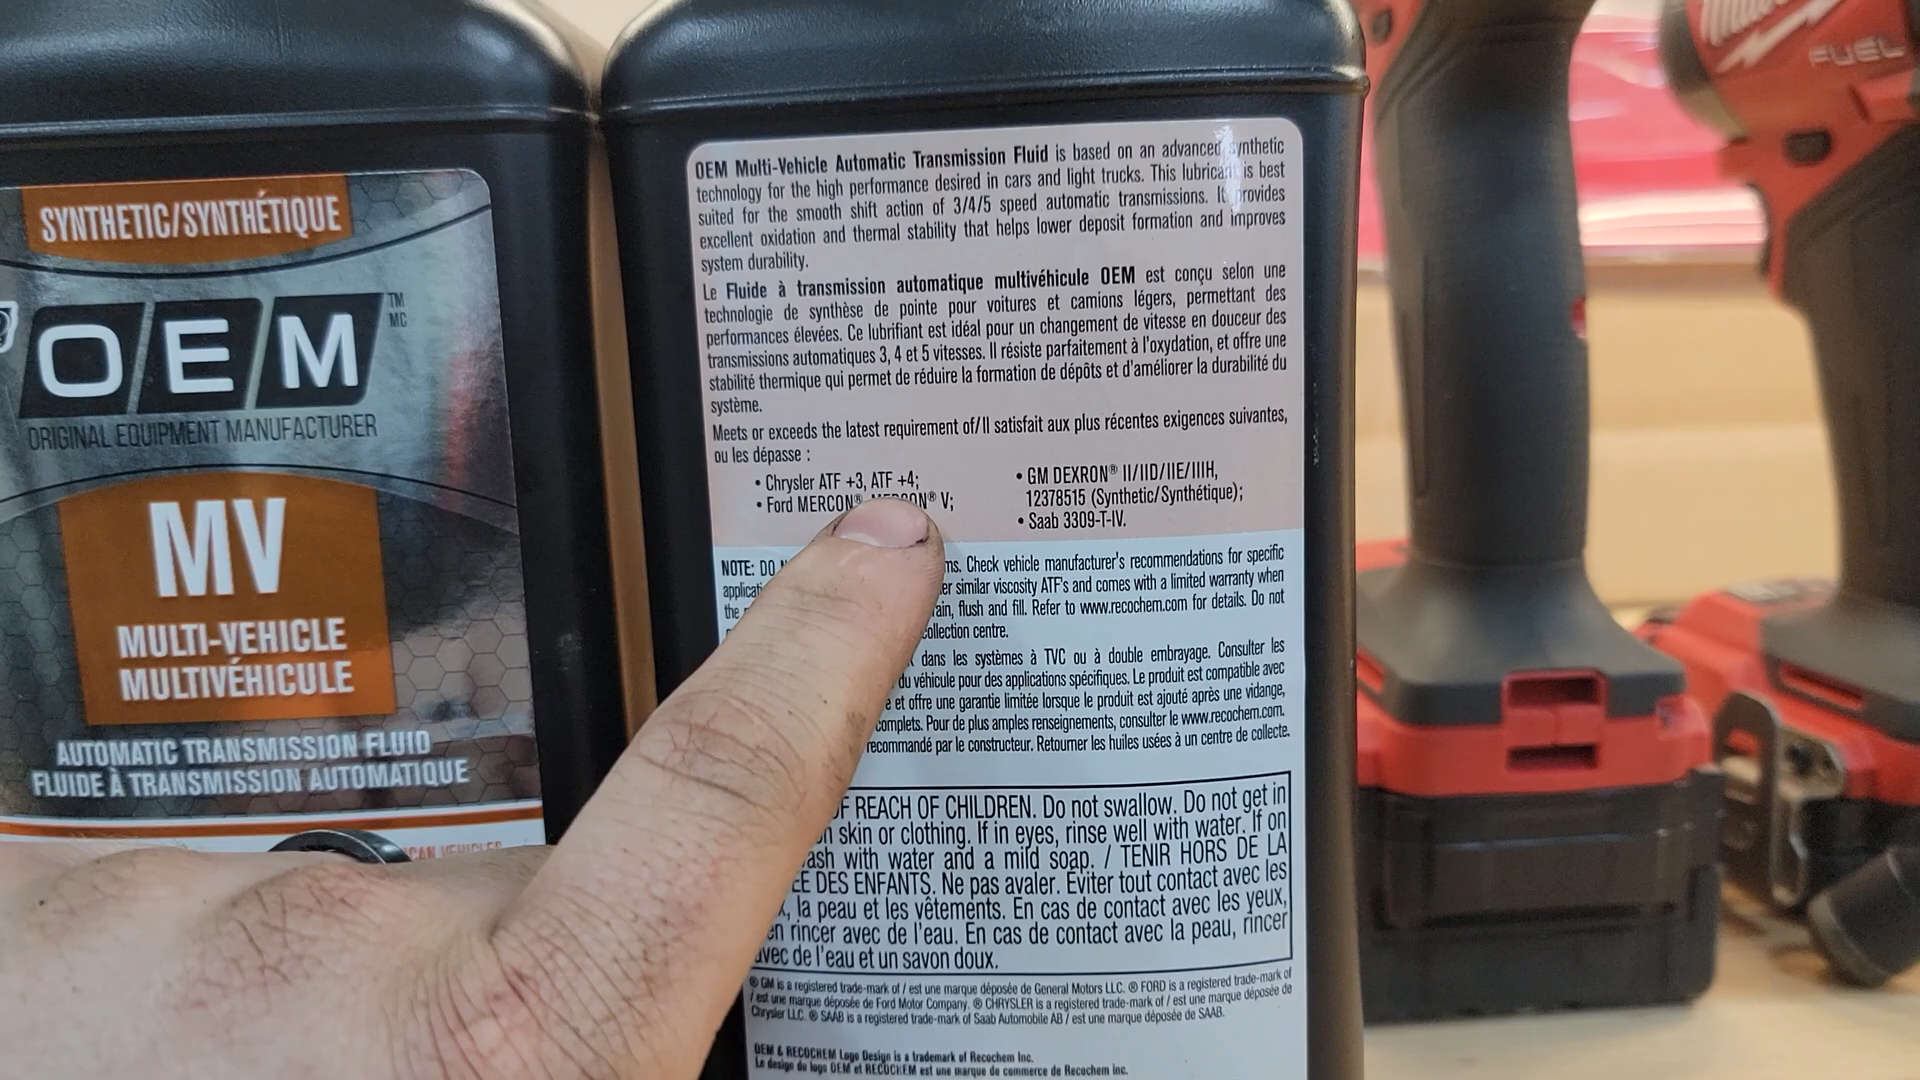 SYNTHETIC/SYNTHÉTIQUE
OEM
TM
MC
ORIGINAL EQUIPMENT MANUFACTURER
MV
MULTI-VEHICLE
MULTIVÉHICULE
AUTOMATIC TRANSMISSION FLUID
FLUIDE À TRANSMISSION AUTOMATIQUE
VEHICLES
OEM Multi-Vehicle Automatic Transmission Fluid is based on an advanced synthetic
technology for the high performance desired in cars and light trucks. This lubricant is best
suited for the smooth shift action of 3/4/5 speed automatic transmissions. It provides
excellent oxidation and thermal stability that helps lower deposit formation and improves
system durability.
Le Fluide à transmission automatique multivéhicule OEM est conçu selon une
technologie de synthèse de pointe pour voitures et camions légers, permettant des
performances élevées. Ce lubrifiant est idéal pour un changement de vitesse en douceur des
transmissions automatiques 3, 4 et 5 vitesses. Il résiste parfaitement à l'oxydation, et offre une
stabilité thermique qui permet de réduire la formation de dépôts et d'améliorer la durabilité du
système.
Meets or exceeds the latest requirement of/Il satisfait aux plus récentes exigences suivantes,
ou les dépasse :
• Chrysler ATF +3, ATF +4;
• Ford MERCON®, MERCON® V;
• GM DEXRON® II/IID/IIE/IIIH,
12378515 (Synthetic/Synthétique);
• Saab 3309-T-IV.
NOTE: DO Check vehicle manufacturer's recommendations for specific
similar viscosity ATF's and comes with a limited warranty when
the flush and fill. Refer to www.recochem.com for details. Do not
collection centre.
dans les systèmes à TVC ou à double embrayage. Consulter les
du véhicule pour des applications spécifiques. Le produit est compatible avec
et offre une garantie limitée lorsque le produit est ajouté après une vidange,
complets. Pour de plus amples renseignements, consulter le www.recochem.com.
recommandé par le constructeur. Retourner les huiles usées à un centre de collecte.
REACH OF CHILDREN. Do not swallow. Do not get in
skin or clothing. If in eyes, rinse well with water. If on
with water and a mild soap. / TENIR HORS DE LA
DES ENFANTS. Ne pas avaler. Éviter tout contact avec les
la peau et les vêtements. En cas de contact avec les yeux,
rincer avec de l'eau. En cas de contact avec la peau, rincer
avec de l'eau et un savon doux.
® GM is a registered trade-mark of / est une marque déposée de General Motors LLC. ® FORD is a registered trade-mark of
/ est une marque déposée de Ford Motor Company. ® CHRYSLER is a registered trade-mark of / est une marque déposée de
Chrysler LLC. ® SAAB is a registered trade-mark of Saab Automobile AB / est une marque déposée de SAAB.
OEM & RECOCHEM Logo Design is a trademark of Recochem Inc.
Le design du logo OEM et RECOCHEM est une marque de commerce de Recochem Inc.
FUEL